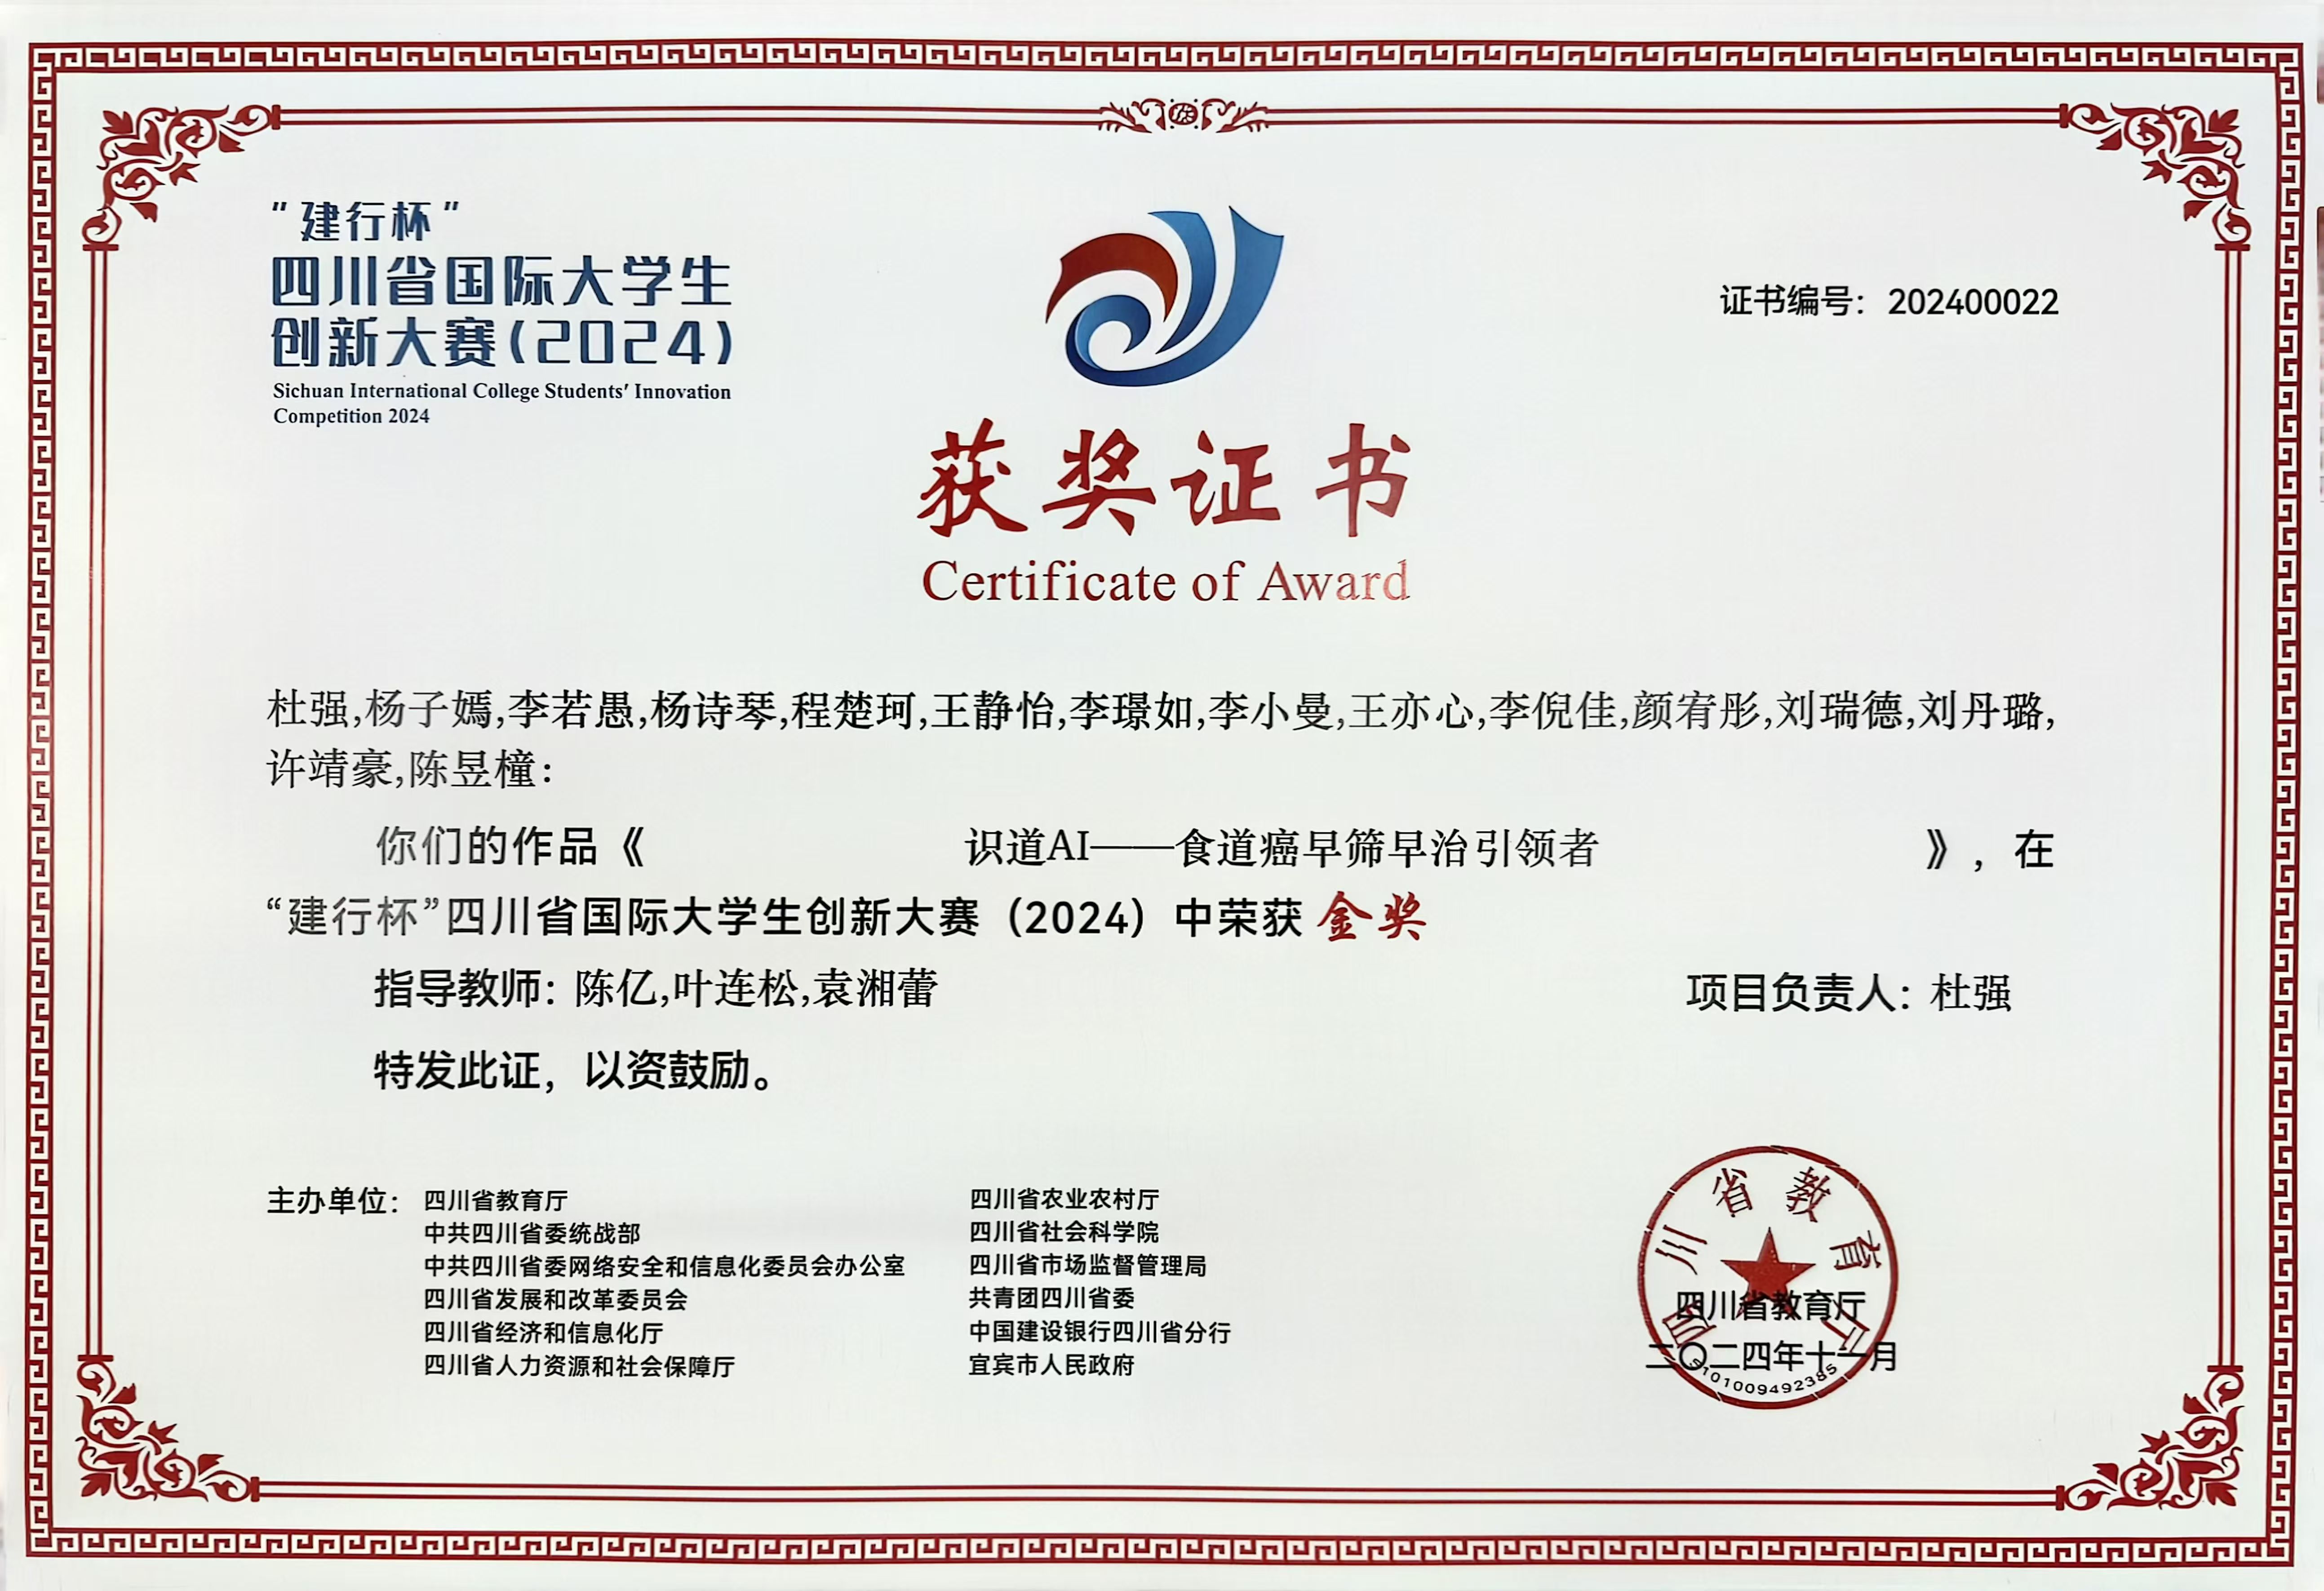 “建行杯”
四川省国际大学生
创新大赛(2024)
Sichuan International College Students' Innovation
Competition 2024
证书编号：202400022
获奖证书
Certificate of Award
杜强,杨子嫣,李若愚,杨诗琴,程楚珂,王静怡,李璟如,李小曼,王亦心,李倪佳,颜宥彤,刘瑞德,刘丹璐,
许靖豪,陈昱橦：
你们的作品《 识道AI——食道癌早筛早治引领者 》，在
“建行杯”四川省国际大学生创新大赛（2024）中荣获 金奖
指导教师：陈亿,叶连松,袁湘蕾 项目负责人：杜强
特发此证，以资鼓励。
主办单位：
四川省教育厅
中共四川省委统战部
中共四川省委网络安全和信息化委员会办公室
四川省发展和改革委员会
四川省经济和信息化厅
四川省人力资源和社会保障厅
四川省农业农村厅
四川省社会科学院
四川省市场监督管理局
共青团四川省委
中国建设银行四川省分行
宜宾市人民政府
四川省教育厅
四川省教育厅
二〇二四年十一月
5101009492385